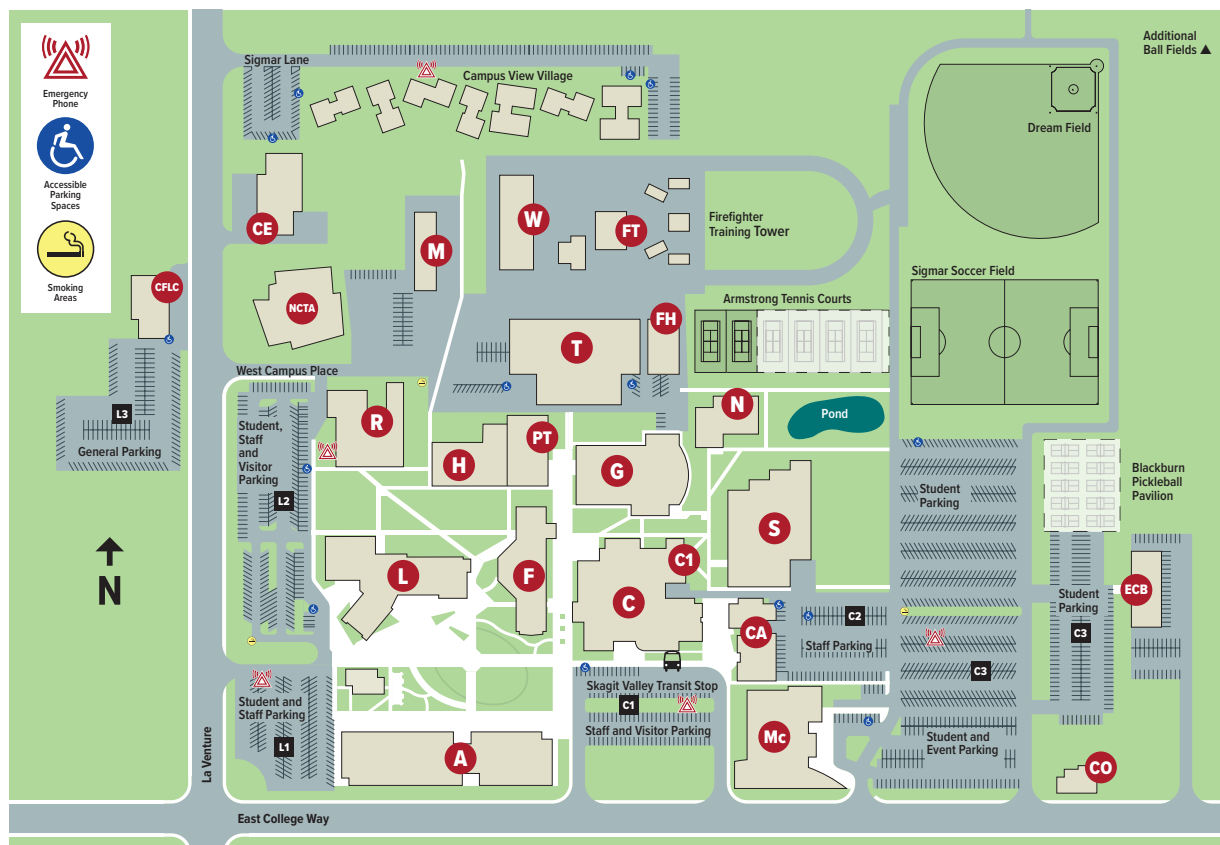 Emergency
Phone
Accessible
Parking
Spaces
Smoking
Areas
Sigmar Lane
Campus View Village
Additional
Ball Fields ▲
Dream Field
CE
W
FT
Firefighter
Training Tower
M
CFLC
NCTA
Sigmar Soccer Field
Armstrong Tennis Courts
FH
T
West Campus Place
L3
General Parking
Student,
Staff
and
Visitor
Parking
L2
R
N
Pond
H
PT
G
Student
Parking
Blackburn
Pickleball
Pavilion
N
S
L
F
C1
C
CA
C2
Staff Parking
Student
Parking
C3
ECB
C3
Student and
Staff Parking
L1
La Venture
Skagit Valley Transit Stop
C1
Staff and Visitor Parking
Mc
Student and
Event Parking
A
CO
East College Way